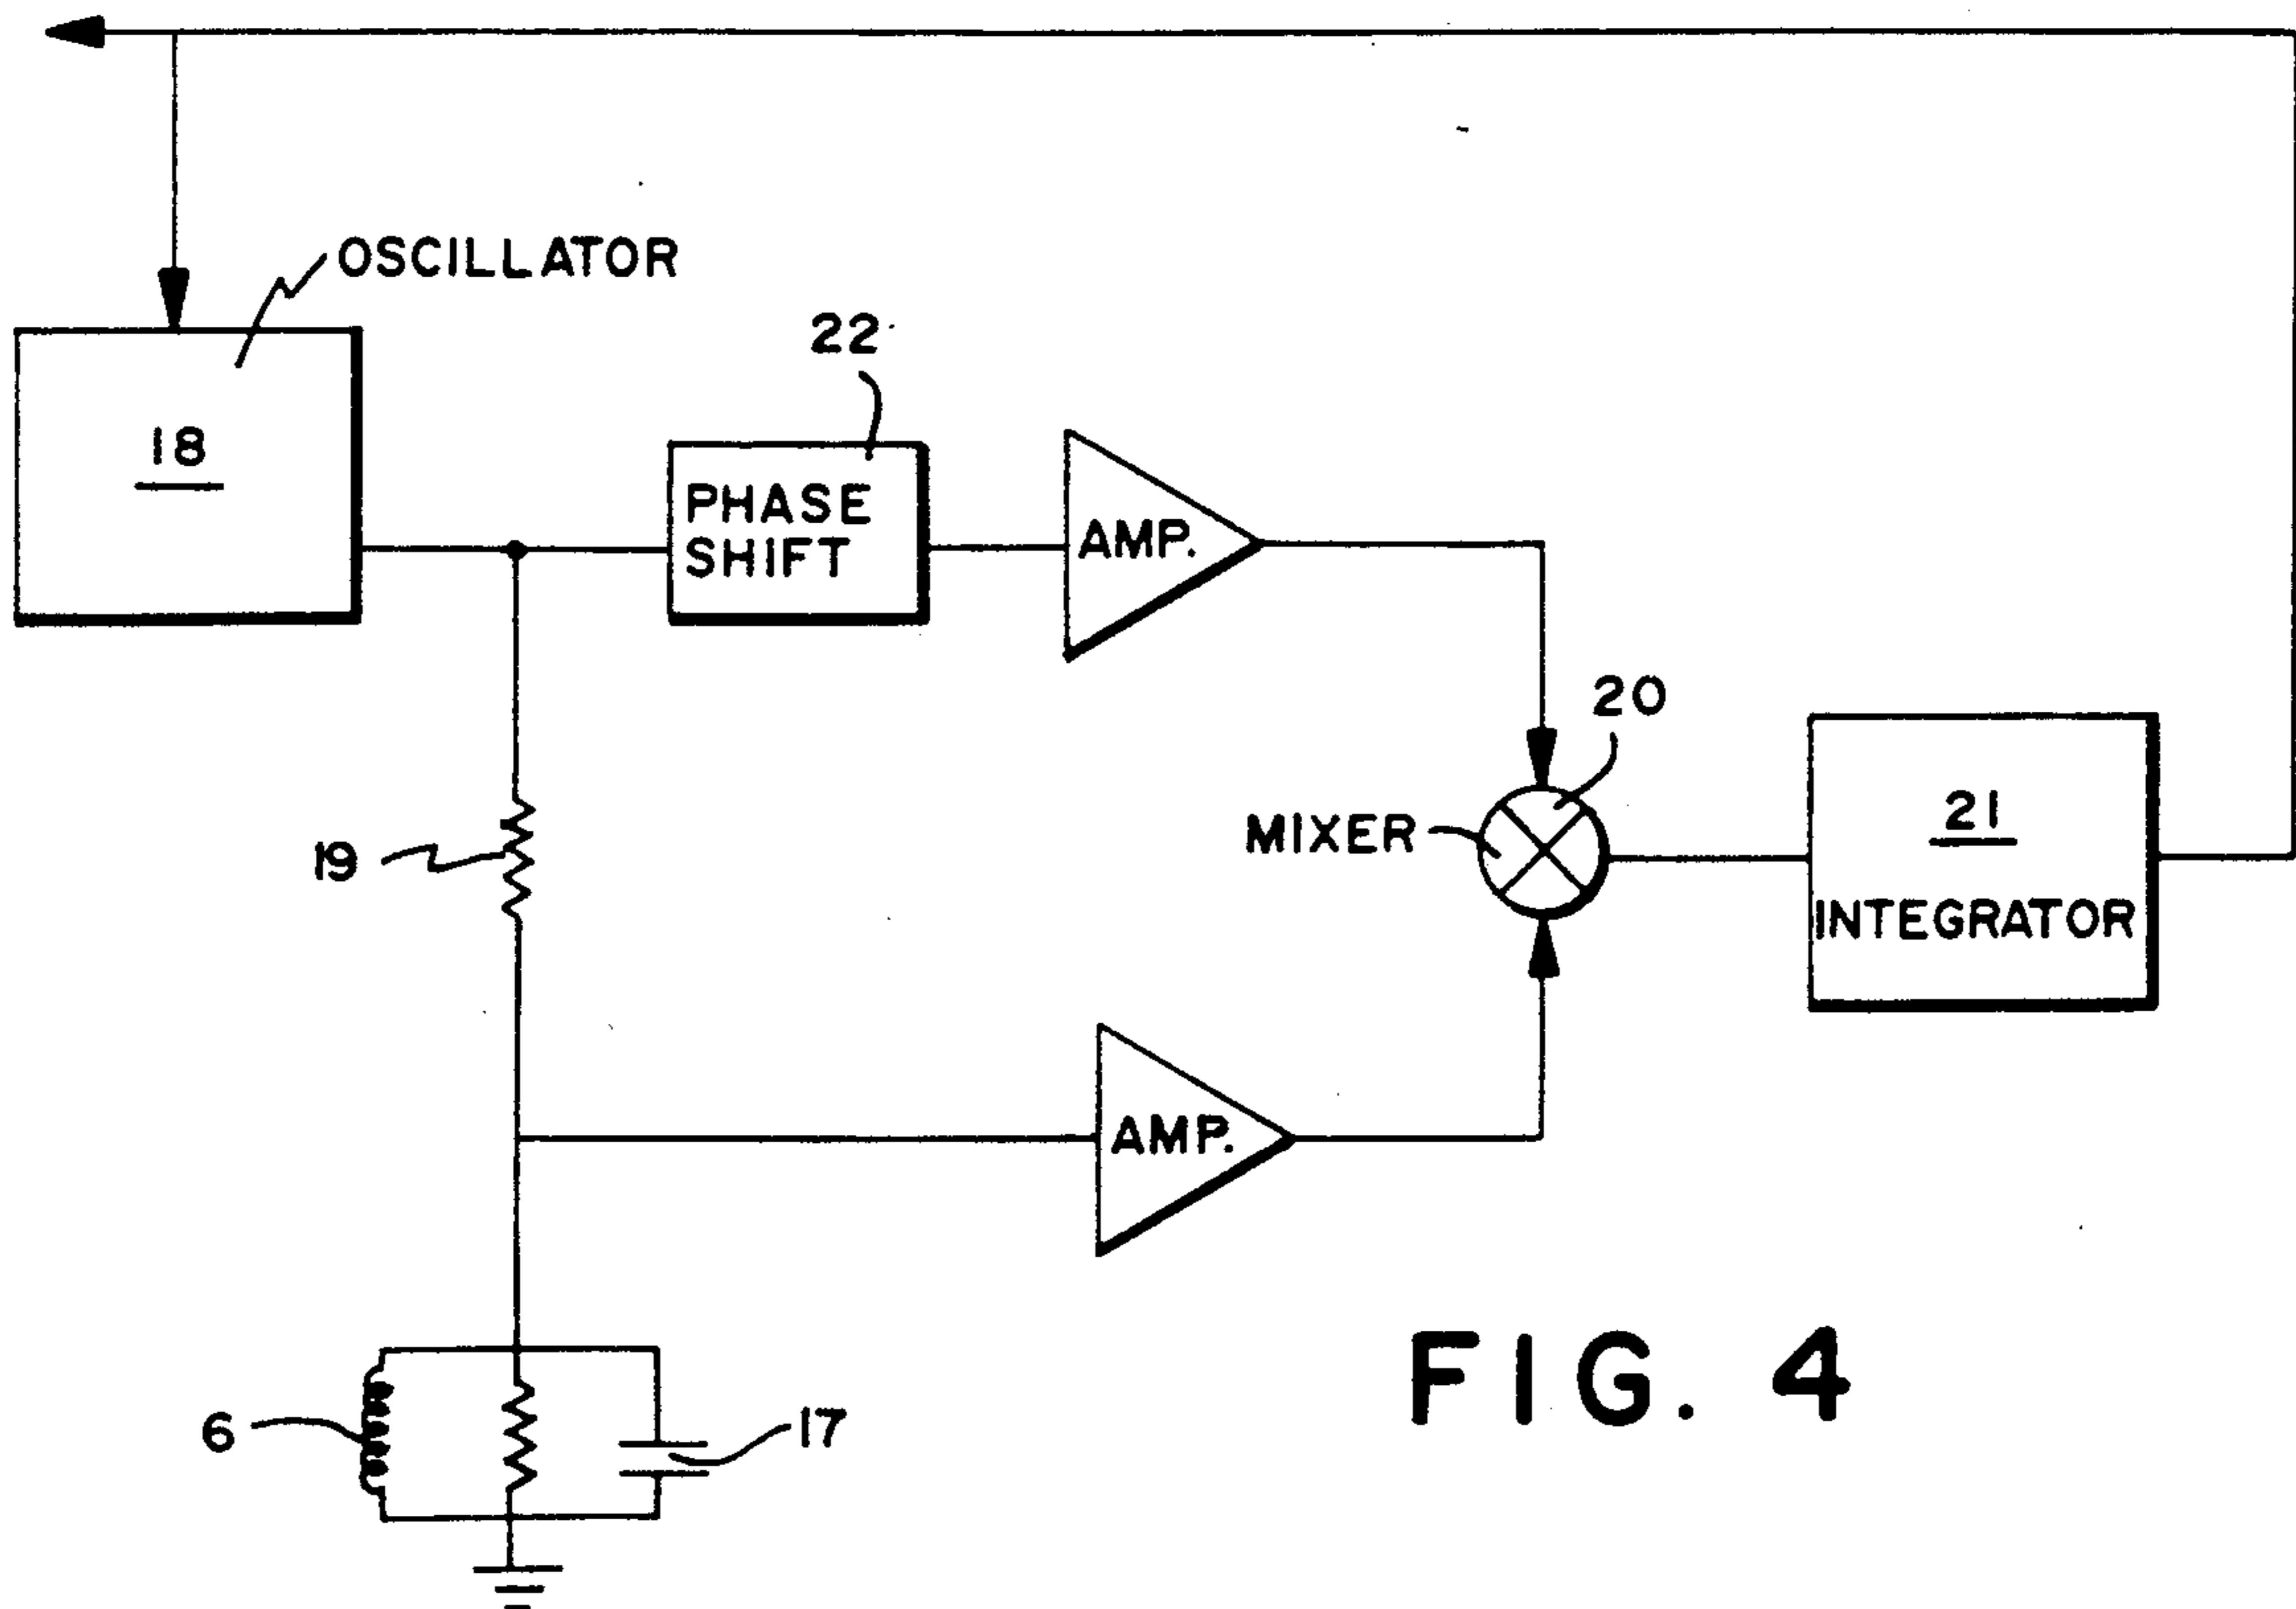 OSCILLATOR
18
22
PHASE
SHIFT
AMP.
20
MIXER
21
INTEGRATOR
19
AMP.
6
17
FIG. 4